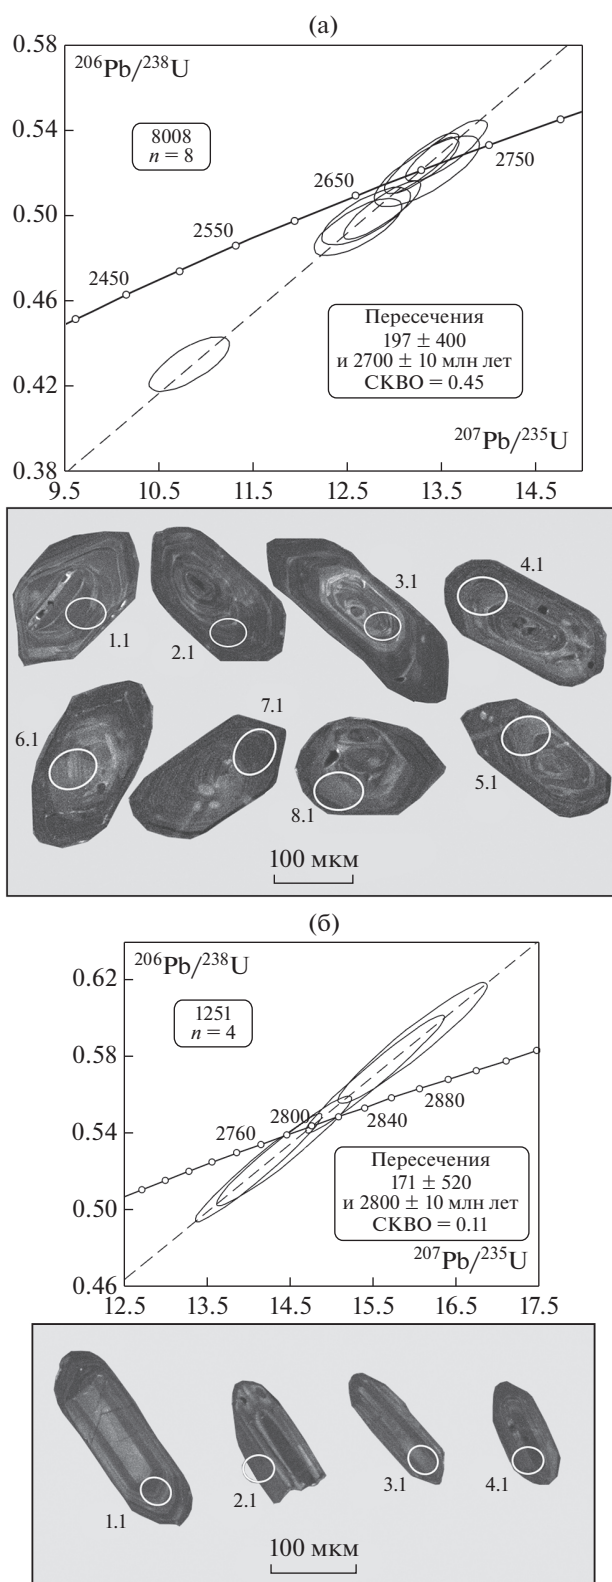 (а)
0.58
²⁰⁶Pb/²³⁸U
8008
n = 8
0.54
2750
2650
0.50
2550
2450
0.46
Пересечения
197 ± 400
и 2700 ± 10 млн лет
СКВО = 0.45
0.42
²⁰⁷Pb/²³⁵U
0.38
9.5 10.5 11.5 12.5 13.5 14.5
4.1
3.1
1.1
2.1
7.1
6.1
5.1
8.1
100 мкм
(б)
²⁰⁶Pb/²³⁸U
0.62
1251
n = 4
0.58
2880
2840
2800
2760
0.54
Пересечения
171 ± 520
и 2800 ± 10 млн лет
СКВО = 0.11
0.50
²⁰⁷Pb/²³⁵U
0.46
12.5 13.5 14.5 15.5 16.5 17.5
3.1
4.1
2.1
1.1
100 мкм